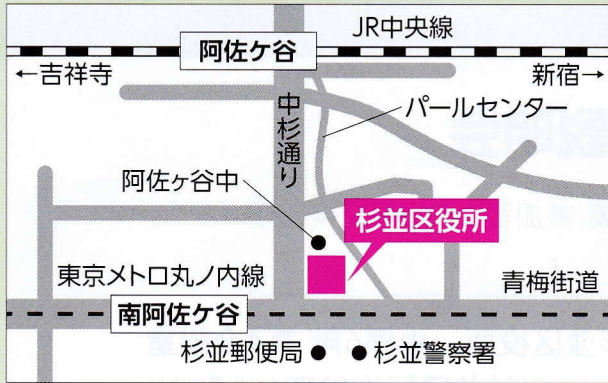 JR中央線
阿佐ケ谷
←吉祥寺
新宿→
中杉通り
パールセンター
阿佐ヶ谷中
杉並区役所
東京メトロ丸ノ内線
青梅街道
南阿佐ケ谷
杉並郵便局
杉並警察署